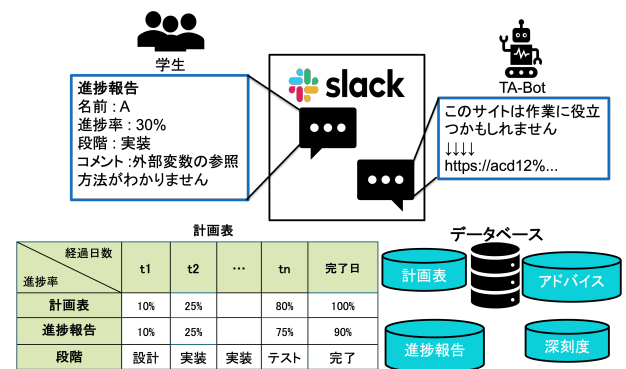 学生
slack
TA-Bot
進捗報告
名前：A
進捗率：30%
段階：実装
コメント：外部変数の参照
方法がわかりません
このサイトは作業に役立
つかもしれません
↓↓↓↓
https://acd12%...
計画表
経過日数
進捗率
t1 t2 … tn 完了日
計画表 10% 25% 80% 100%
進捗報告 10% 25% 75% 90%
段階 設計 実装 実装 テスト 完了
データベース
計画表
アドバイス
進捗報告
深刻度